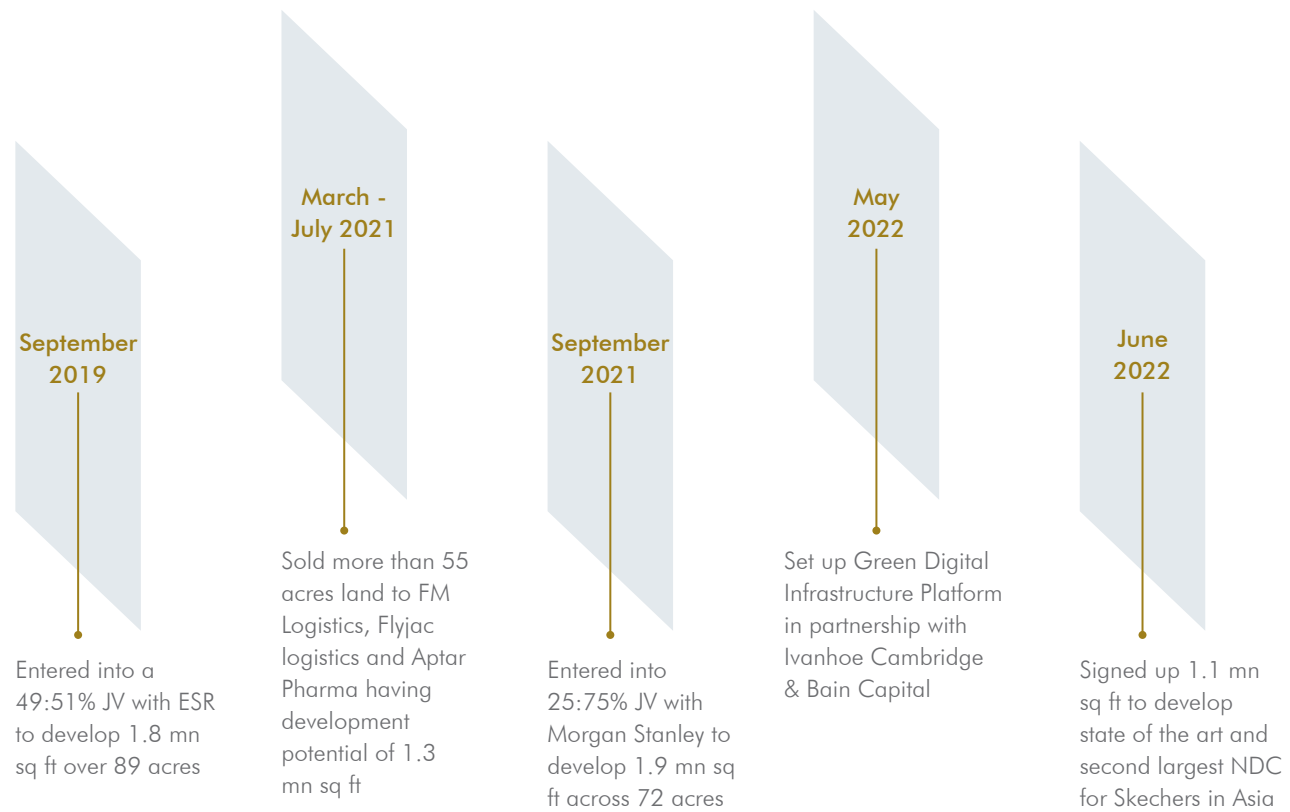 September
2019
Entered into a
49:51% JV with ESR
to develop 1.8 mn
sq ft over 89 acres
March -
July 2021
Sold more than 55
acres land to FM
Logistics, Flyjac
logistics and Aptar
Pharma having
development
potential of 1.3
mn sq ft
September
2021
Entered into
25:75% JV with
Morgan Stanley to
develop 1.9 mn sq
ft across 72 acres
May
2022
Set up Green Digital
Infrastructure Platform
in partnership with
Ivanhoe Cambridge
& Bain Capital
June
2022
Signed up 1.1 mn
sq ft to develop
state of the art and
second largest NDC
for Skechers in Asia